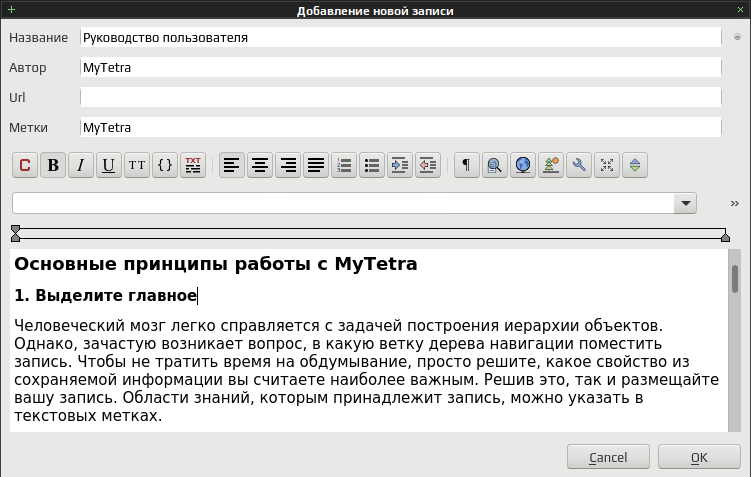 Добавление новой записи
Название Руководство пользователя
Автор MyTetra
Url
Метки MyTetra
C B I U TT {} TXT ¶
»
Основные принципы работы с MyTetra
1. Выделите главное
Человеческий мозг легко справляется с задачей построения иерархии объектов.
Однако, зачастую возникает вопрос, в какую ветку дерева навигации поместить
запись. Чтобы не тратить время на обдумывание, просто решите, какое свойство из
сохраняемой информации вы считаете наиболее важным. Решив это, так и размещайте
вашу запись. Области знаний, которым принадлежит запись, можно указать в
текстовых метках.
Cancel OK